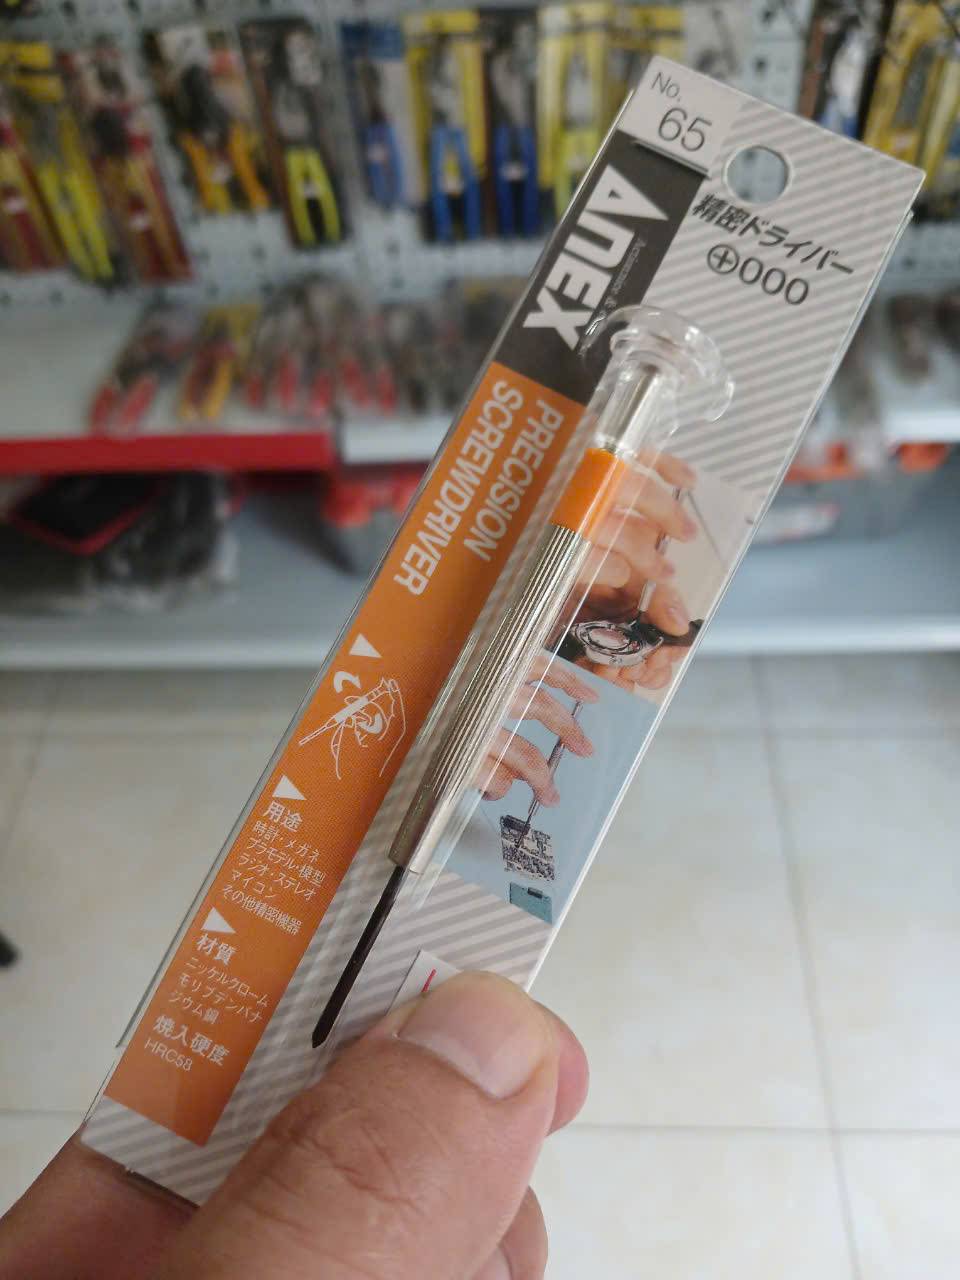 No.
65
ANEX
精密ドライバー
⊕000
PRECISION
SCREWDRIVER
用途
時計・メガネ
プラモデル・模型
ラジオ・ステレオ
マイコン
その他精密機器
材質
ニッケルクローム
モリブデンバナ
ジウム鋼
焼入硬度
HRC58